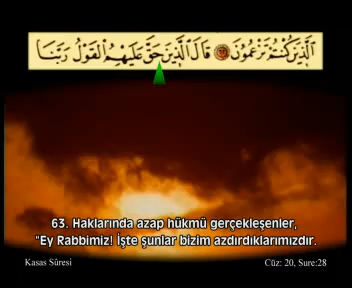 الَّذِينَ كُنْتُمْ تَزْعُمُونَ ﴿٦٢﴾ قَالَ الَّذِينَ حَقَّ عَلَيْهِمُ الْقَوْلُ رَبَّنَا
63. Haklarında azap hükmü gerçekleşenler,
"Ey Rabbimiz! İşte şunlar bizim azdırdıklarımızdır.
Kasas Sûresi Cüz: 20, Sure:28